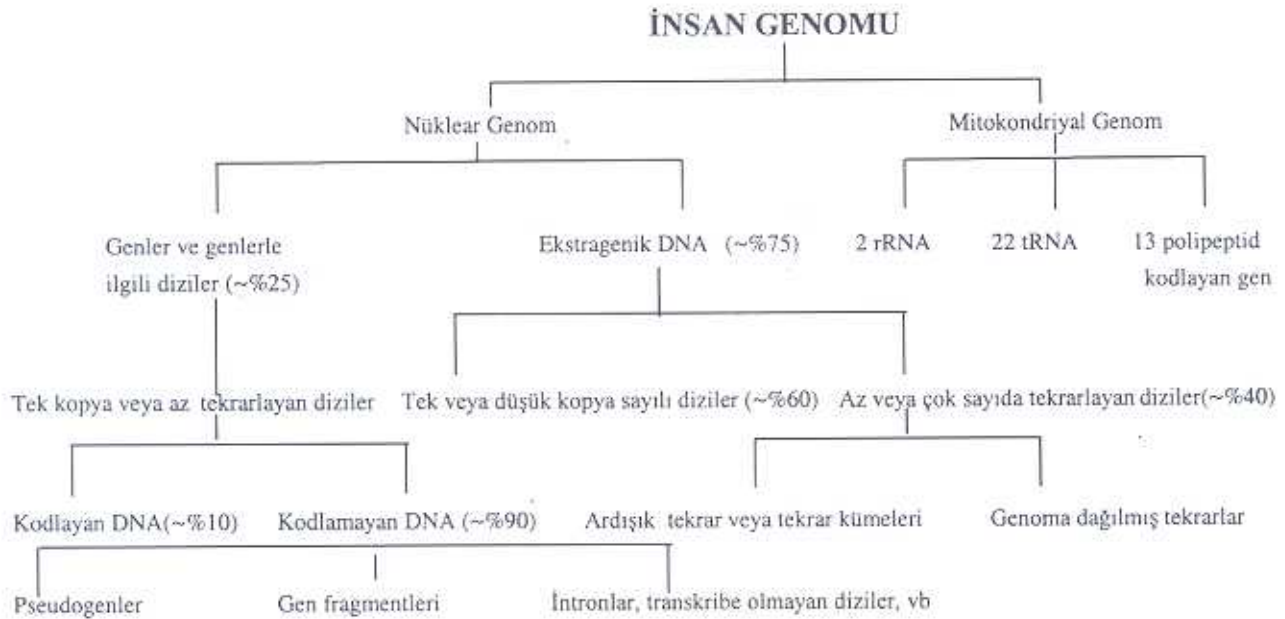 İNSAN GENOMU
Nüklear Genom
Mitokondriyal Genom
Genler ve genlerle
ilgili diziler (~%25)
Ekstragenik DNA (~%75)
2 rRNA
22 tRNA
13 polipeptid
kodlayan gen
Tek kopya veya az tekrarlayan diziler
Tek veya düşük kopya sayılı diziler (~%60)
Az veya çok sayıda tekrarlayan diziler(~%40)
Kodlayan DNA(~%10)
Kodlamayan DNA (~%90)
Ardışık tekrar veya tekrar kümeleri
Genoma dağılmış tekrarlar
Pseudogenler
Gen fragmentleri
İntronlar, transkribe olmayan diziler, vb